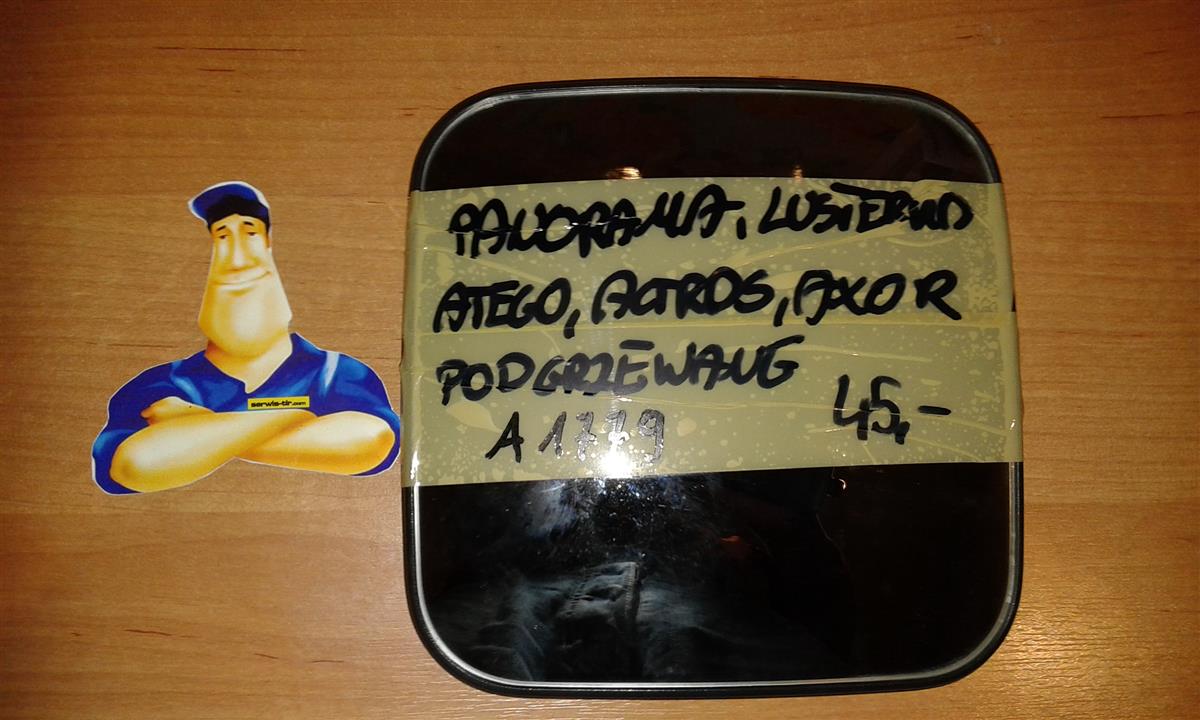 PANORAMA, LUSTERKO
ATEGO, ACTROS, AXOR
PODGRZEWANE
A 1779
45,-
serwis-tir.com